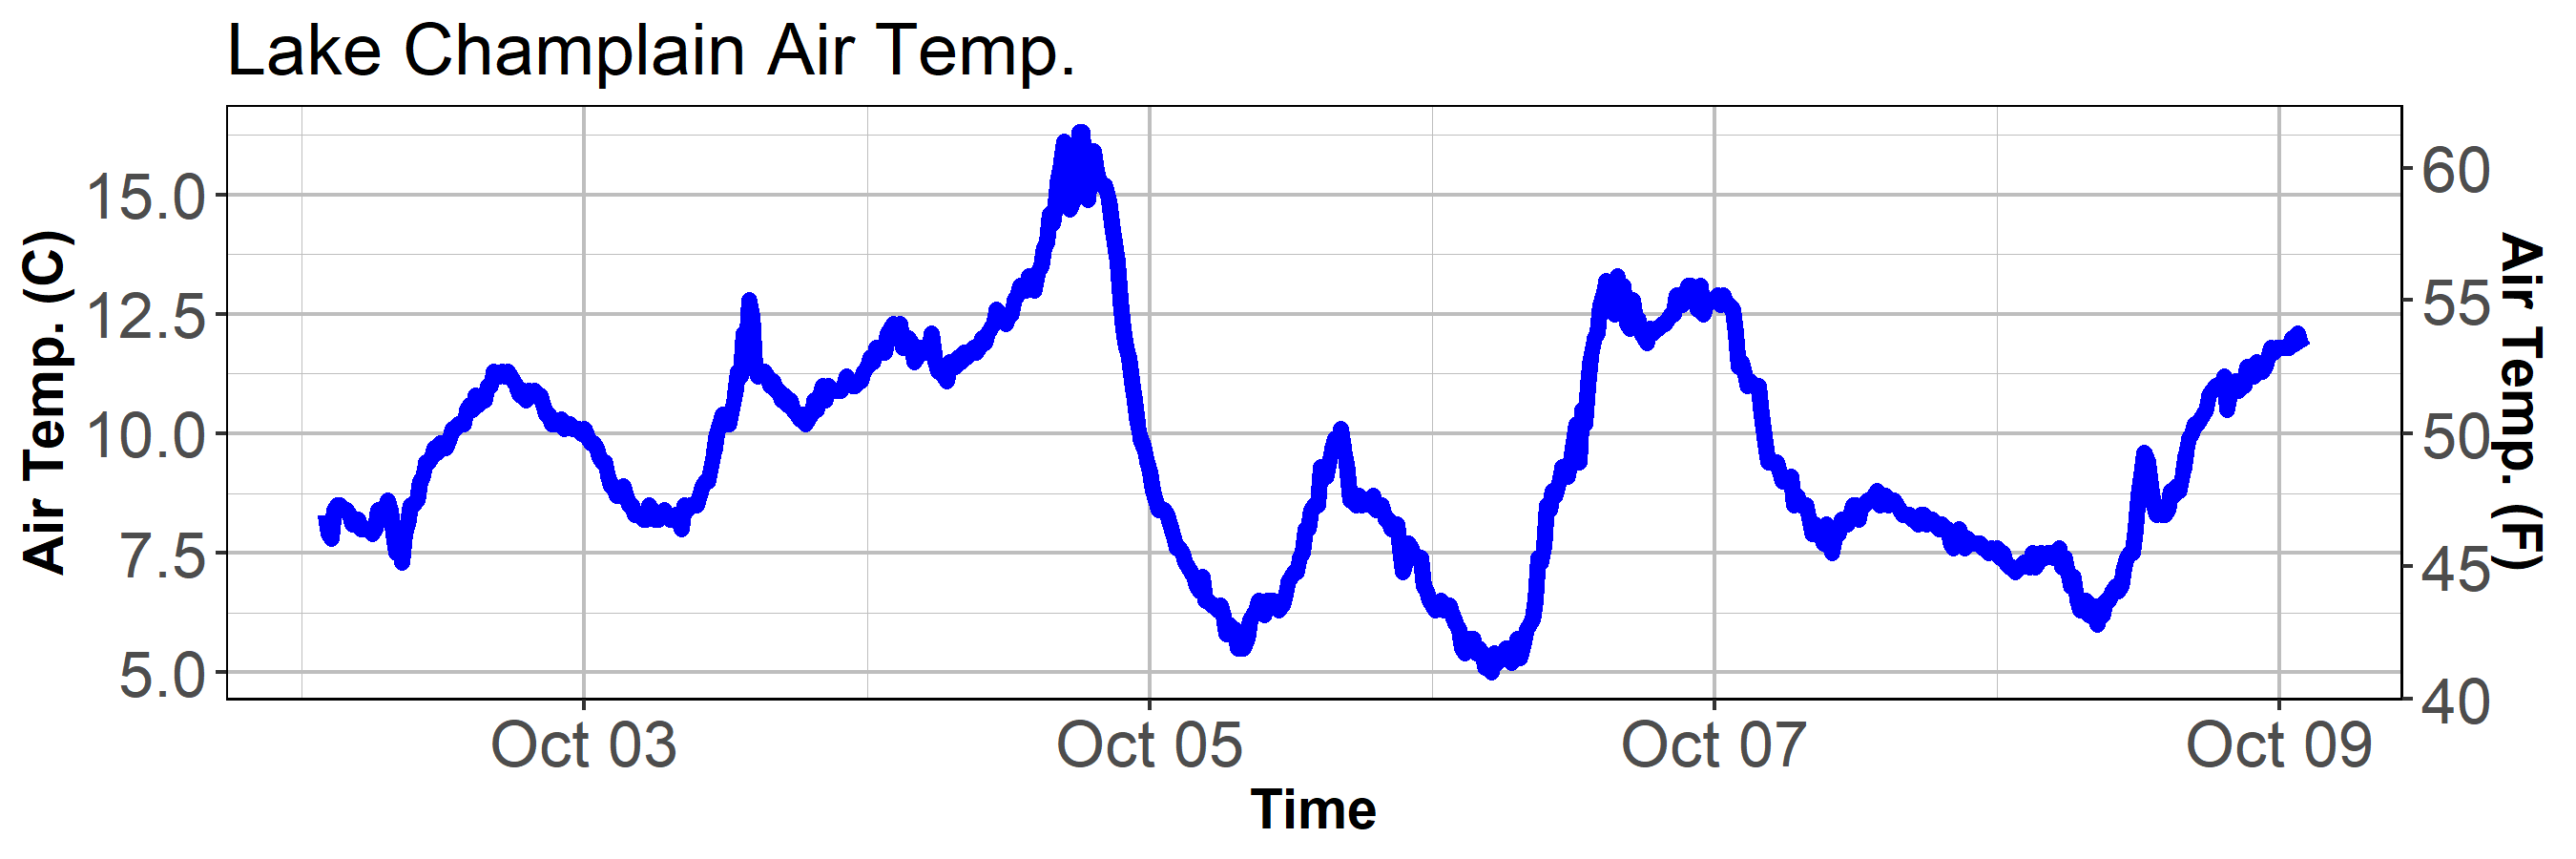 Lake Champlain Air Temp.
Air Temp. (C)
15.0
12.5
10.0
7.5
5.0
60
55
50
45
40
Air Temp. (F)
Oct 03 Oct 05 Oct 07 Oct 09
Time